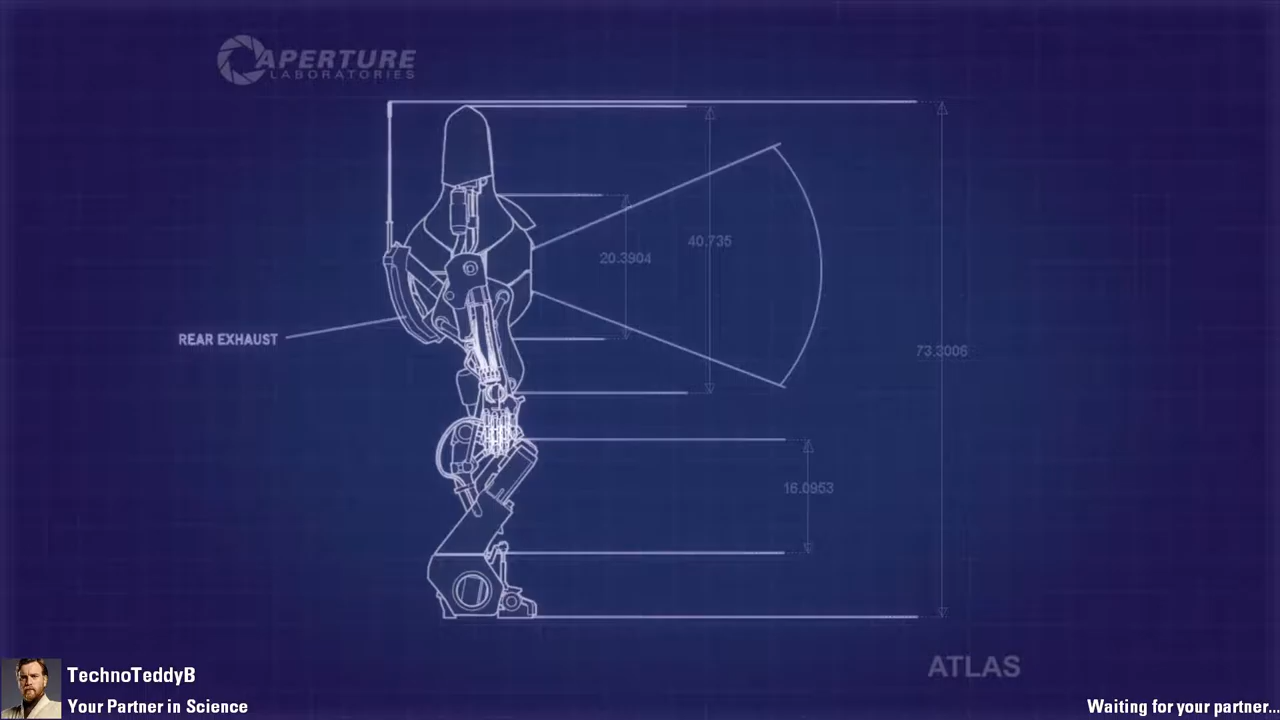 APERTURE
LABORATORIES
40.735
20.3904
REAR EXHAUST
73.3006
16.0953
ATLAS
TechnoTeddyB
Your Partner in Science
Waiting for your partner...